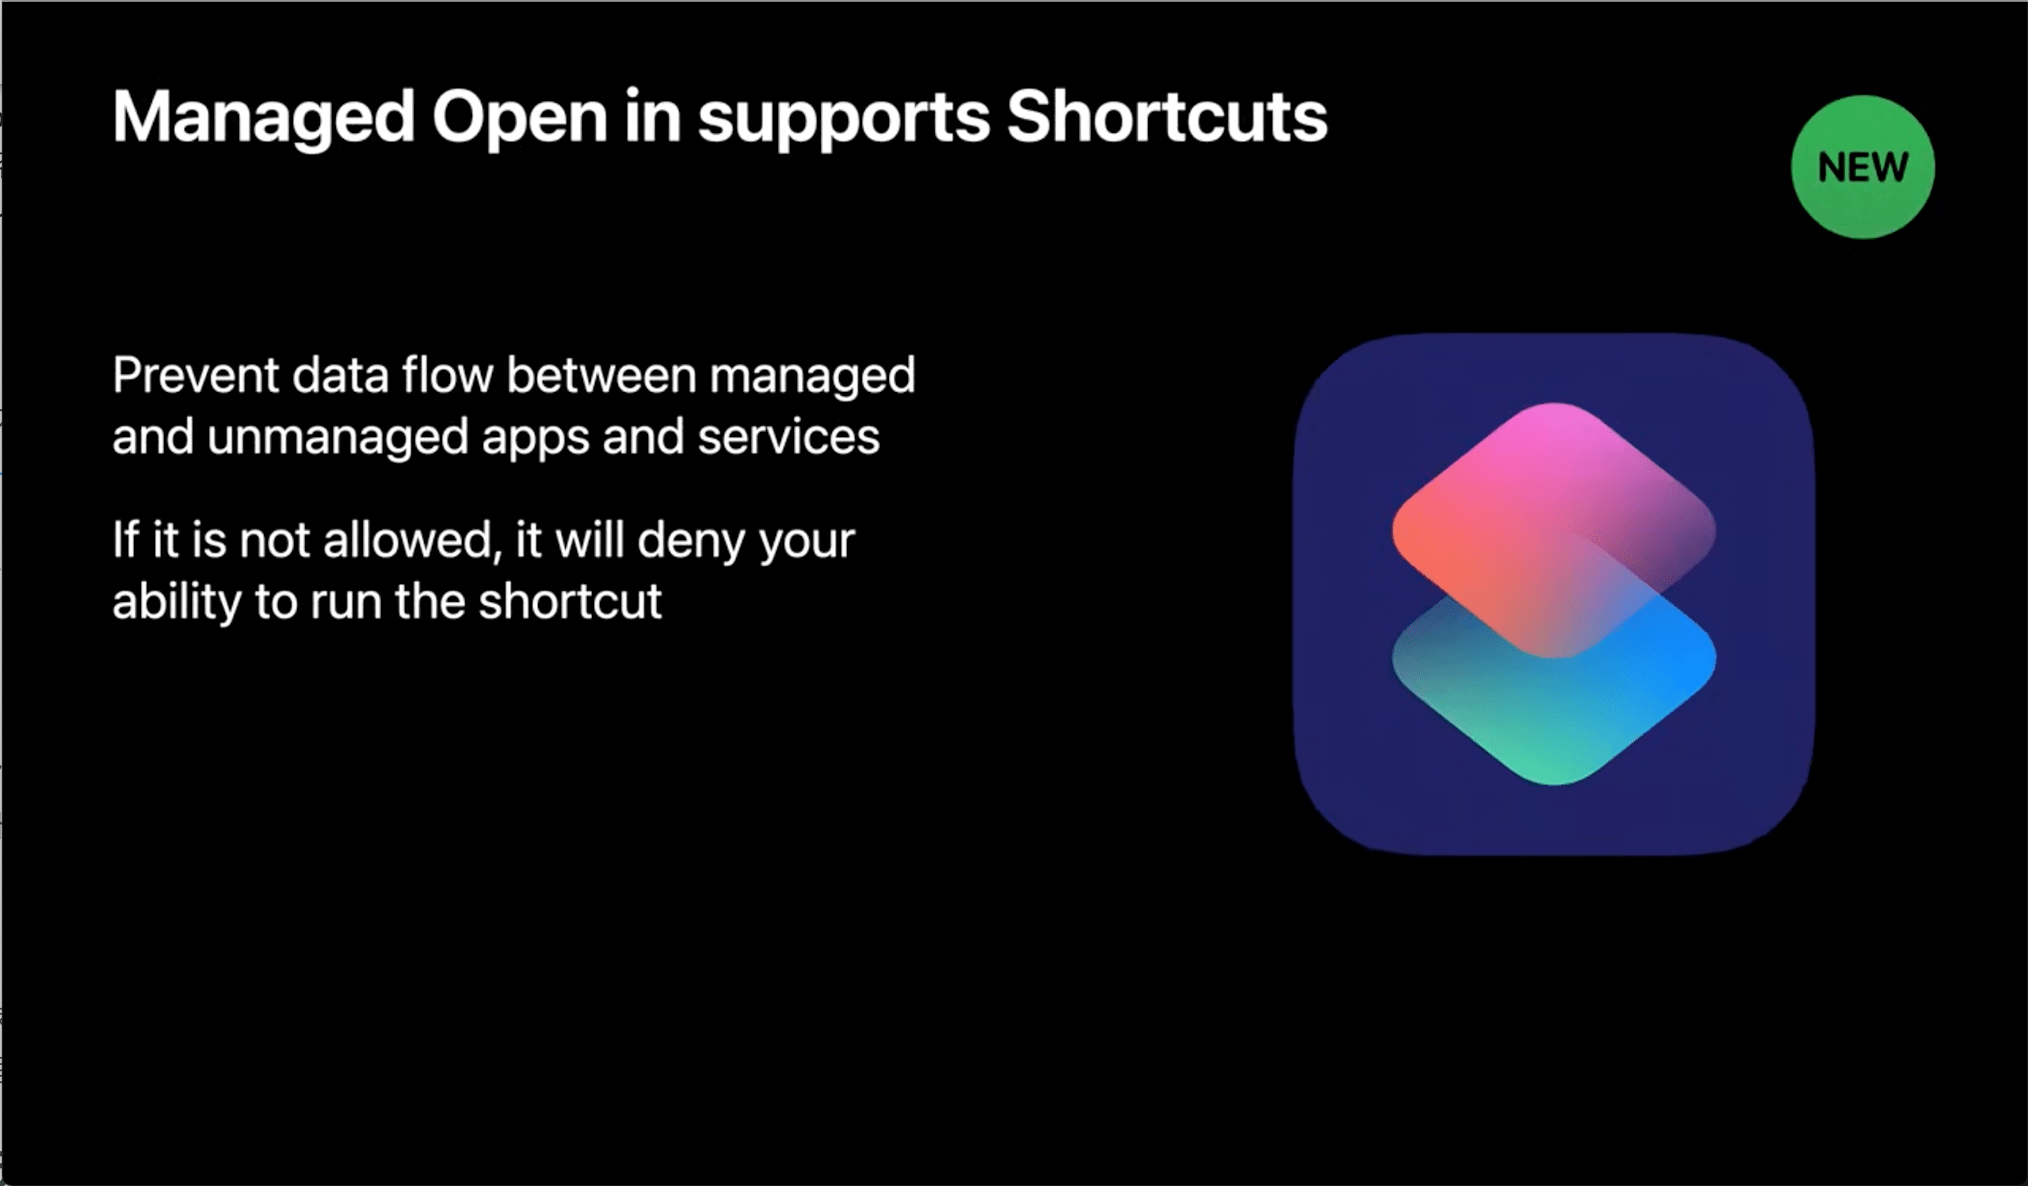 Managed Open in supports Shortcuts
NEW
Prevent data flow between managed
and unmanaged apps and services
If it is not allowed, it will deny your
ability to run the shortcut